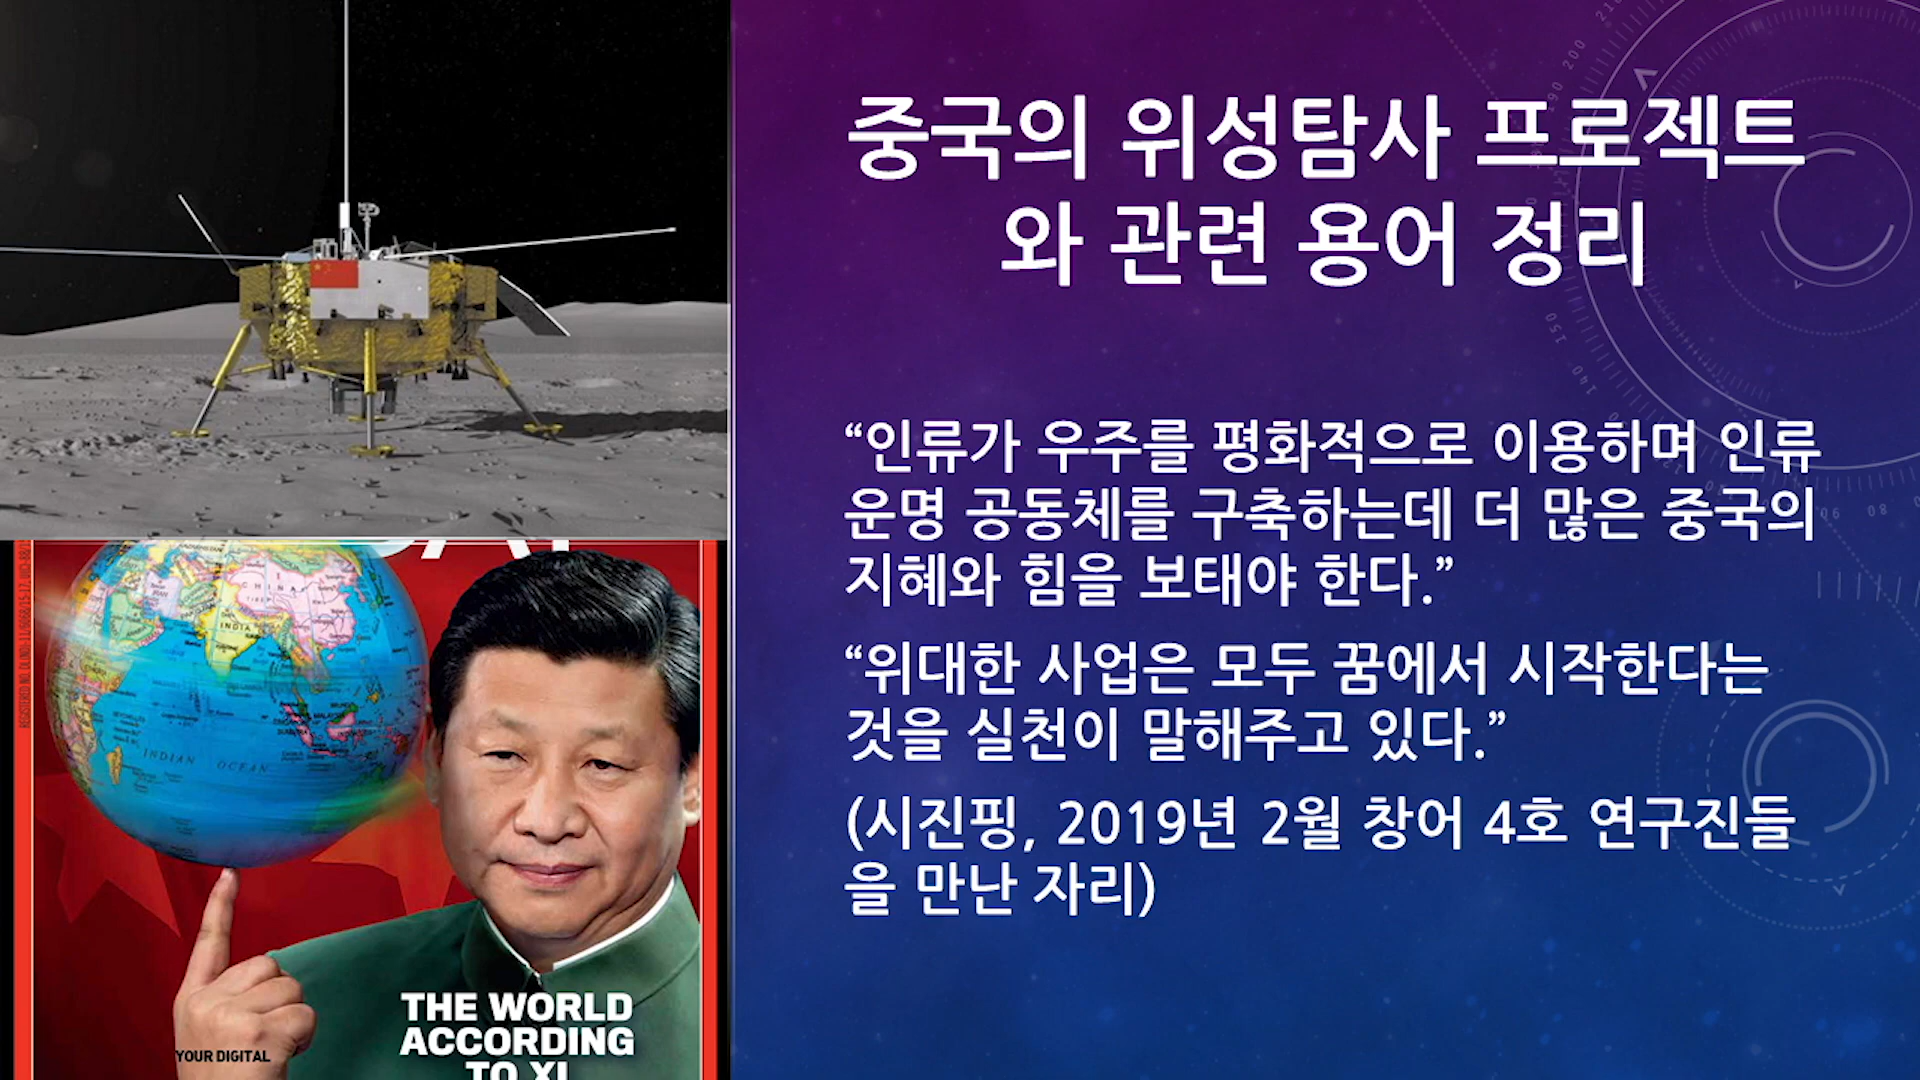 중국의 위성탐사 프로젝트
와 관련 용어 정리
“인류가 우주를 평화적으로 이용하며 인류
운명 공동체를 구축하는데 더 많은 중국의
지혜와 힘을 보태야 한다.”
“위대한 사업은 모두 꿈에서 시작한다는
것을 실천이 말해주고 있다.”
(시진핑, 2019년 2월 창어 4호 연구진들
을 만난 자리)
CHINA
INDIA
INDIAN OCEAN
THE WORLD
ACCORDING
TO XI
YOUR DIGITAL